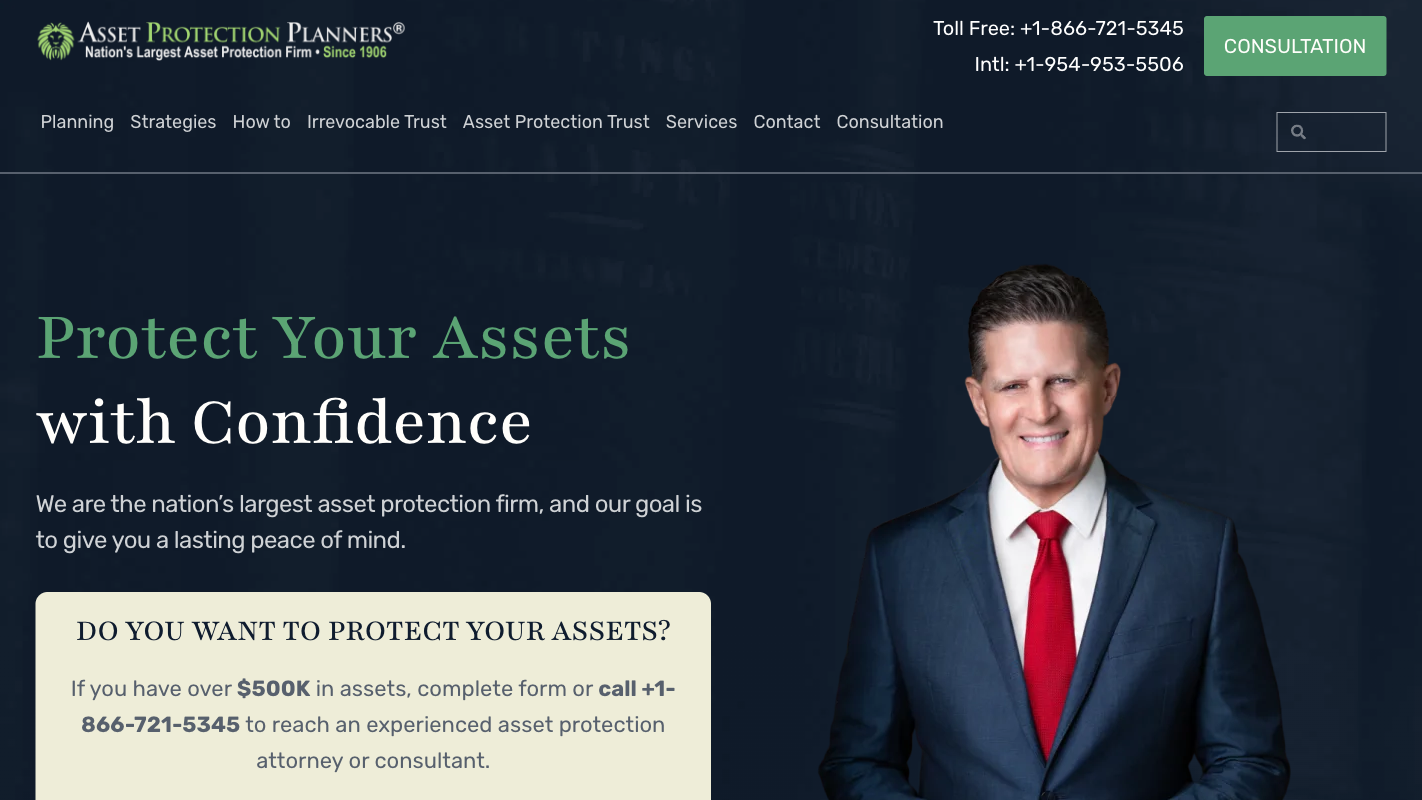 ASSET PROTECTION PLANNERS®
Nation's Largest Asset Protection Firm • Since 1906
Toll Free: +1-866-721-5345
Intl: +1-954-953-5506
CONSULTATION
Planning Strategies How to Irrevocable Trust Asset Protection Trust Services Contact Consultation
Protect Your Assets
with Confidence
We are the nation’s largest asset protection firm, and our goal is
to give you a lasting peace of mind.
DO YOU WANT TO PROTECT YOUR ASSETS?
If you have over $500K in assets, complete form or call +1-
866-721-5345 to reach an experienced asset protection
attorney or consultant.